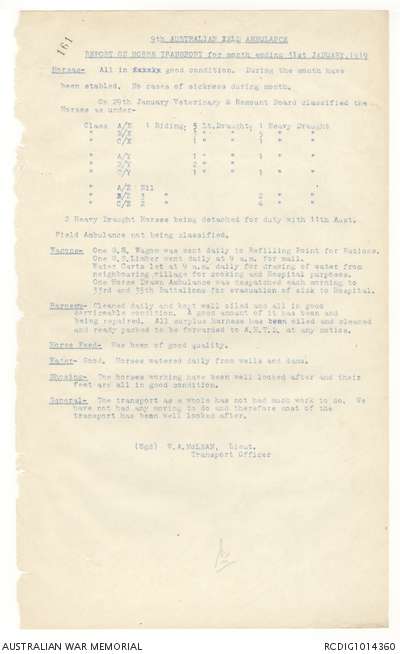 161
9th AUSTRALIAN FIELD AMBULANCE
REPORT ON HORSE TRANSPORT for month ending 31st JANUARY, 1919
Horses- All in good condition. During the month have
been stabled. No cases of sickness during month.
On 29th January Veterinary & Remount Board classified the
Horses as under-
Class A/X 1 Riding; 5 Lt.Draught; 1 Heavy Draught
" B/X " " "
" C/X 1 " 1 " 1 " "
" A/Y 1 " 1 " "
" " 2 " "
" C/Y 1 " 1 " "
" A/Z Nil
" B/Z 3 " 2 " "
" C/Z 2 " 4 " "
2 Heavy Draught Horses being detached for duty with 11th Aust.
Field Ambulance not being classified.
Wagons- One G.S. Wagon was sent daily to Refilling Point for Rations.
One G.S.Limber went daily at 9 a.m. for mail.
Water Carts let at 9 a.m. daily for drawing of water from
neighbouring village for cooking and Hospital purposes.
One Horse Drawn Ambulance was despatched each morning to
33rd and 35th Battalions for evacuation of sick to Hospital.
Harness- Cleaned daily and kept well oiled and all in good
serviceable condition. A good amount of it has been and
being repaired. All surplus harness has been oiled and cleaned
and ready packed to be forwarded to A.H.T.D. at any notice.
Horse Feed- Has been of good quality.
Water- Good. Horses watered daily from wells and dams.
Shoeing- The horses working have been well looked after and their
feet are all in good condition.
General- The transport as a whole has not had much work to do. We
have not had any moving to do and therefore most of the
transport has been well looked after.
(Sgd) W.A.McLEAN, Lieut.
Transport Officer
AUSTRALIAN WAR MEMORIAL
RCDIG1014360